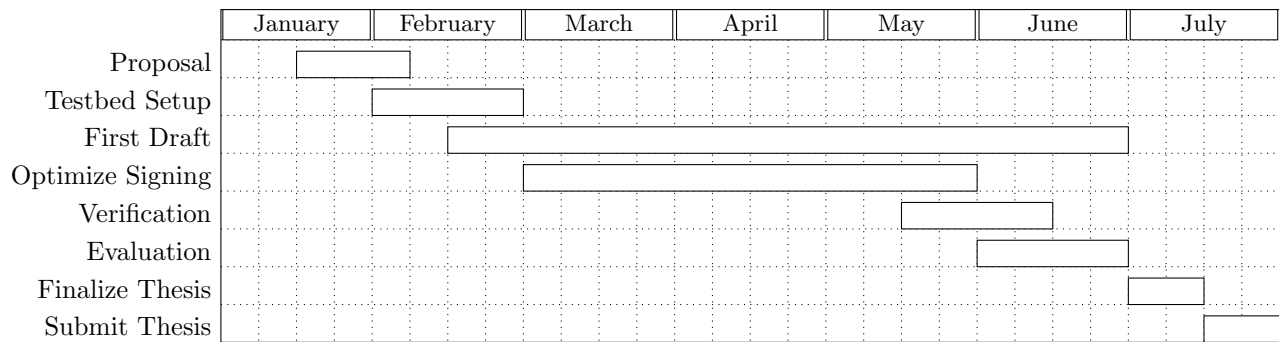 January February March April May June July
Proposal
Testbed Setup
First Draft
Optimize Signing
Verification
Evaluation
Finalize Thesis
Submit Thesis